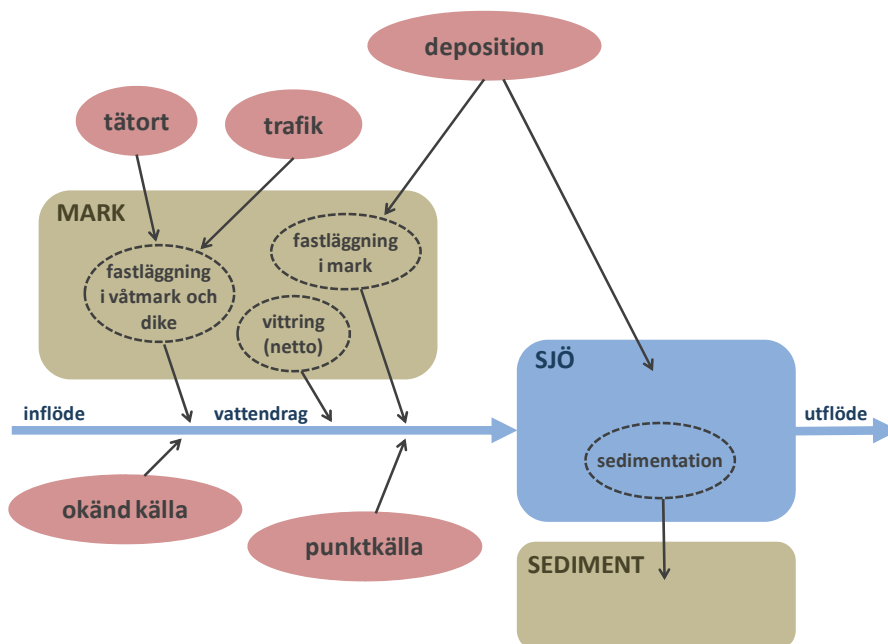 deposition
tätort
trafik
MARK
fastläggning
i mark
fastläggning
i våtmark och
dike
vittring
(netto)
SJÖ
inflöde
vattendrag
utflöde
sedimentation
okänd källa
punktkälla
SEDIMENT